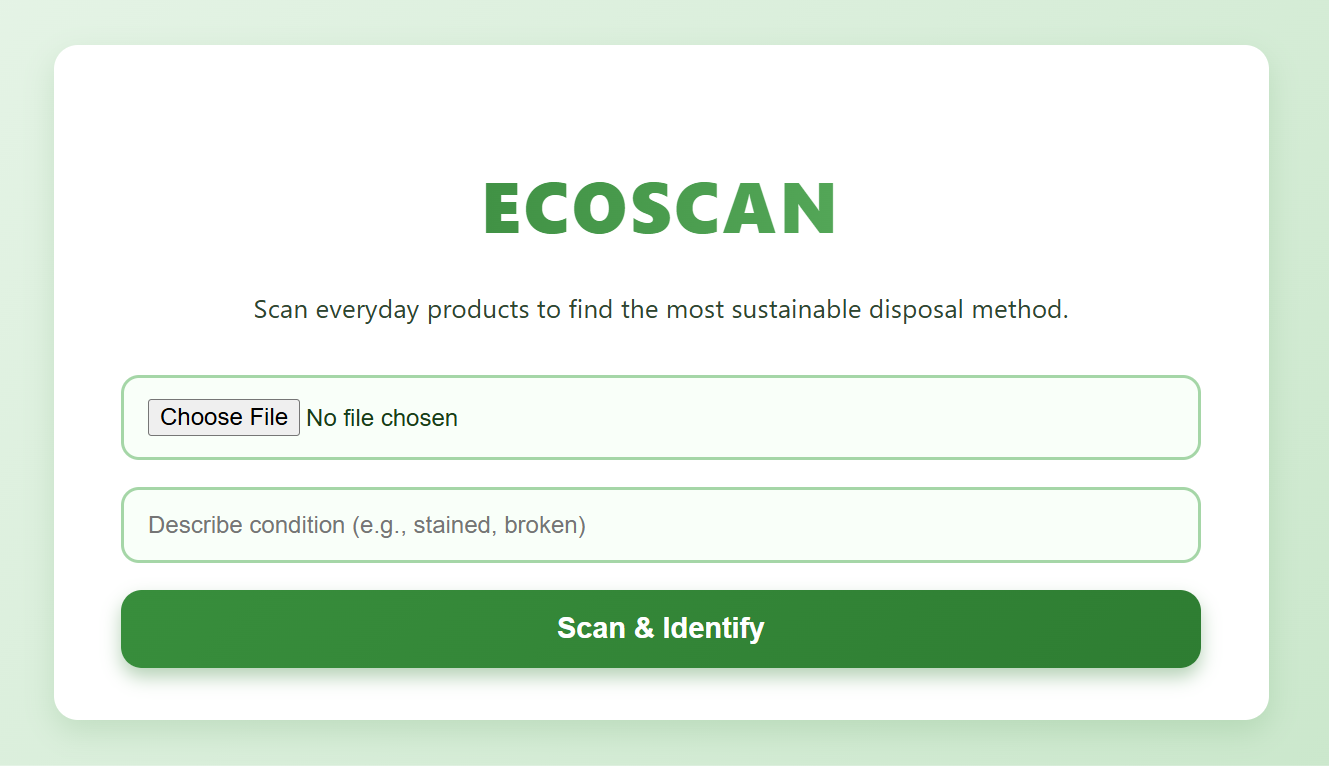 ECOSCAN
Scan everyday products to find the most sustainable disposal method.
Choose File No file chosen
Describe condition (e.g., stained, broken)
Scan & Identify